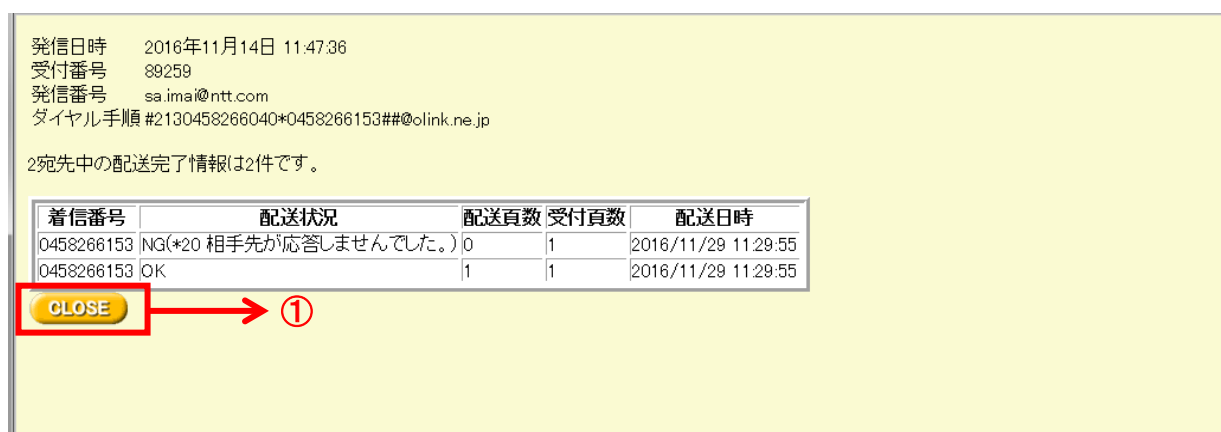 発信日時 2016年11月14日 11:47:36
受付番号 89259
発信番号 sa.imai@ntt.com
ダイヤル手順 #2130458266040*0458266153##@olink.ne.jp
2宛先中の配送完了情報は2件です。
着信番号 配送状況 配送頁数 受付頁数 配送日時
0458266153 NG(*20 相手先が応答しませんでした。) 0 1 2016/11/29 11:29:55
0458266153 OK 1 1 2016/11/29 11:29:55
CLOSE ①